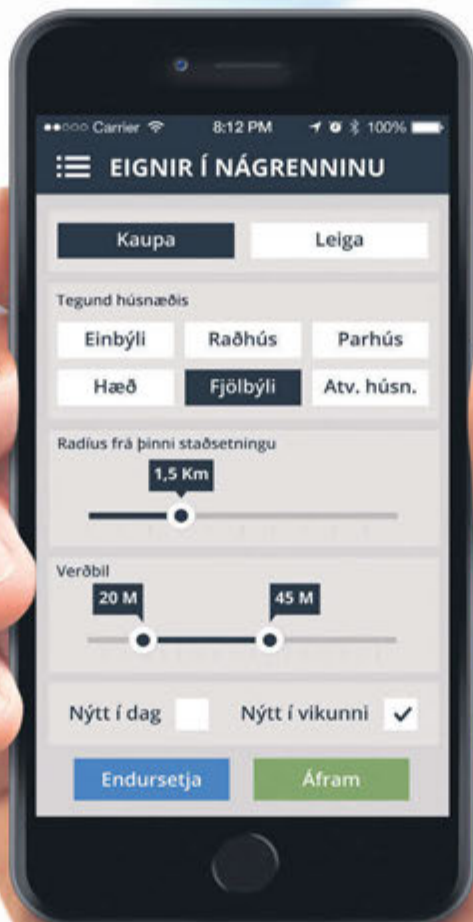 Carrier 8:12 PM 100%
EIGNIR Í NÁGRENNINU
Kaupa Leiga
Tegund húsnæðis
Einbýli Raðhús Parhús
Hæð Fjölbýli Atv. húsn.
Radíus frá þinni staðsetningu
1,5 Km
Verðbil
20 M 45 M
Nýtt í dag Nýtt í vikunni
Endursetja Áfram